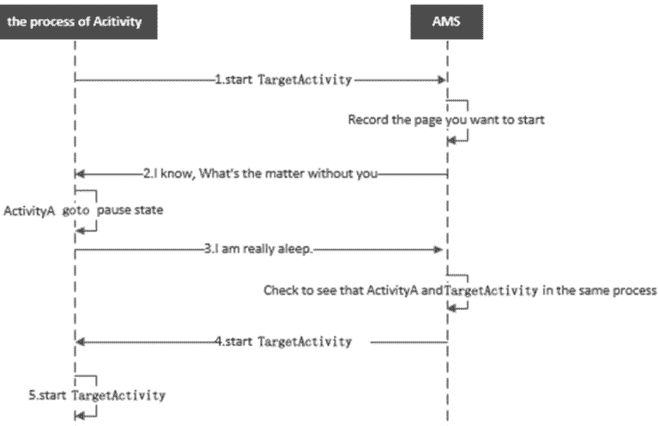 the process of Acitivity
AMS
1.start TargetActivity
Record the page you want to start
2.I know, What's the matter without you
ActivityA goto pause state
3.I am really aleep.
Check to see that ActivityA and TargetActivity in the same process
4.start TargetActivity
5.start TargetActivity